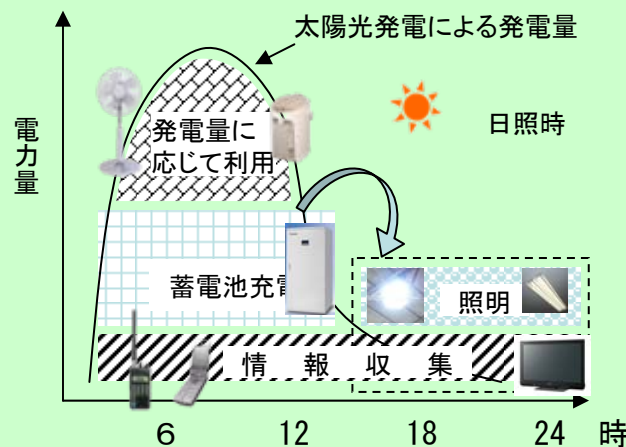 太陽光発電による発電量
電力量
日照時
発電量に
応じて利用
蓄電池充電
照明
情報収集
6 12 18 24 時